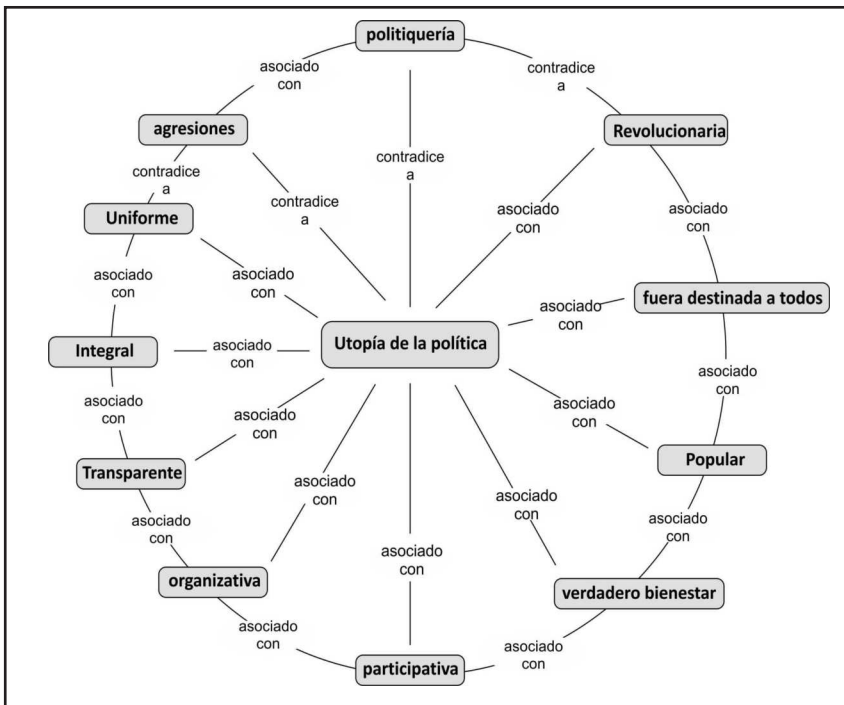 politiquería
asociado
con
contradice
a
agresiones
Revolucionaria
contradice
a
contradice
a
contradice
a
asociado
con
asociado
con
Uniforme
asociado
con
asociado
con
fuera destinada a todos
asociado
con
Utopía de la política
Integral
asociado
con
asociado
con
asociado
con
asociado
con
asociado
con
Popular
Transparente
asociado
con
asociado
con
asociado
con
asociado
con
asociado
con
organizativa
verdadero bienestar
asociado
con
asociado
con
participativa